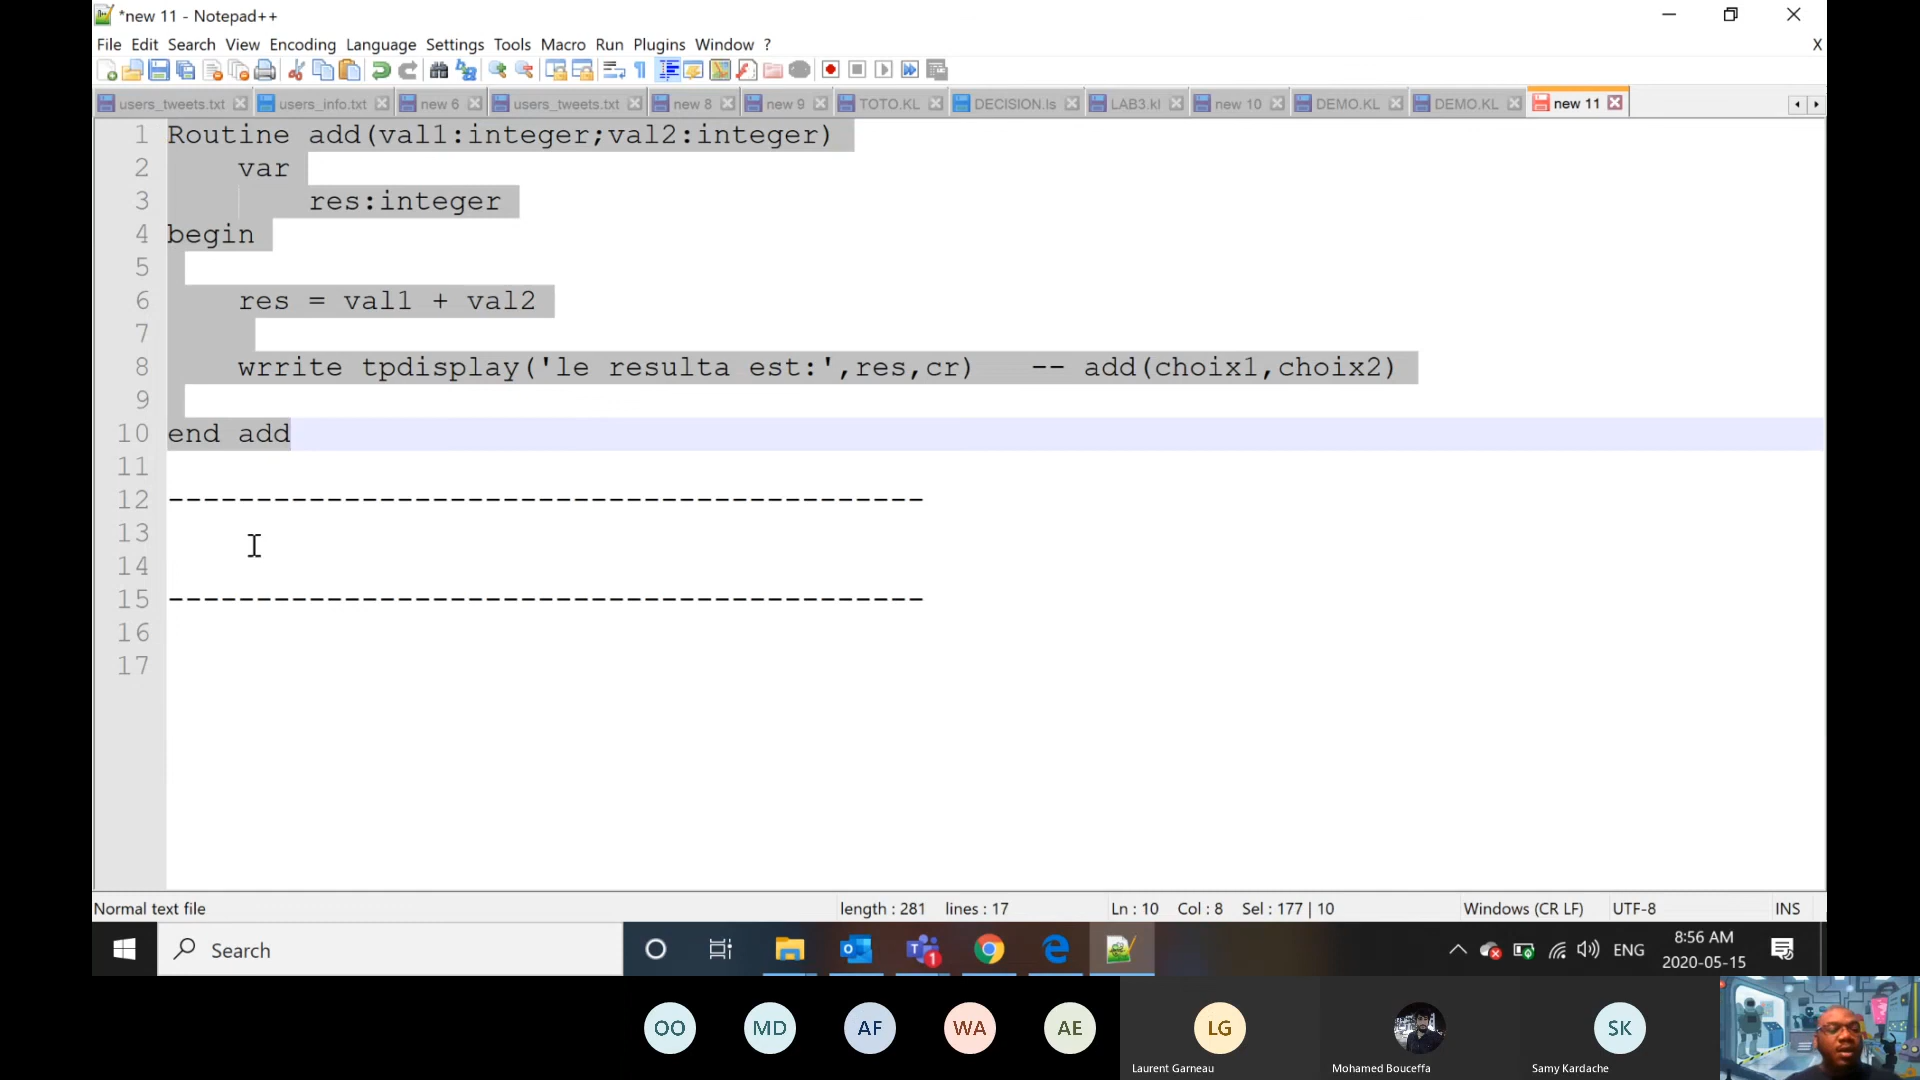 *new 11 - Notepad++
File Edit Search View Encoding Language Settings Tools Macro Run Plugins Window ? X
users_tweets.txt users_info.txt new 6 users_tweets.txt new 8 new 9 TOTO.KL DECISION.ls LAB3.kl new 10 DEMO.KL DEMO.KL new 11
1 Routine add(val1:integer;val2:integer)
2 var
3 res:integer
4 begin
5
6 res = val1 + val2
7
8 wrrite tpdisplay('le resulta est:',res,cr) -- add(choix1,choix2)
9
10 end add
11
12 -------------------------------------------
13
14
15 -------------------------------------------
16
17
Normal text file length : 281 lines : 17 Ln : 10 Col : 8 Sel : 177 | 10 Windows (CR LF) UTF-8 INS
Search 1 ENG 8:56 AM
2020-05-15
OO MD AF WA AE LG SK
Laurent Garneau Mohamed Bouceffa Samy Kardache